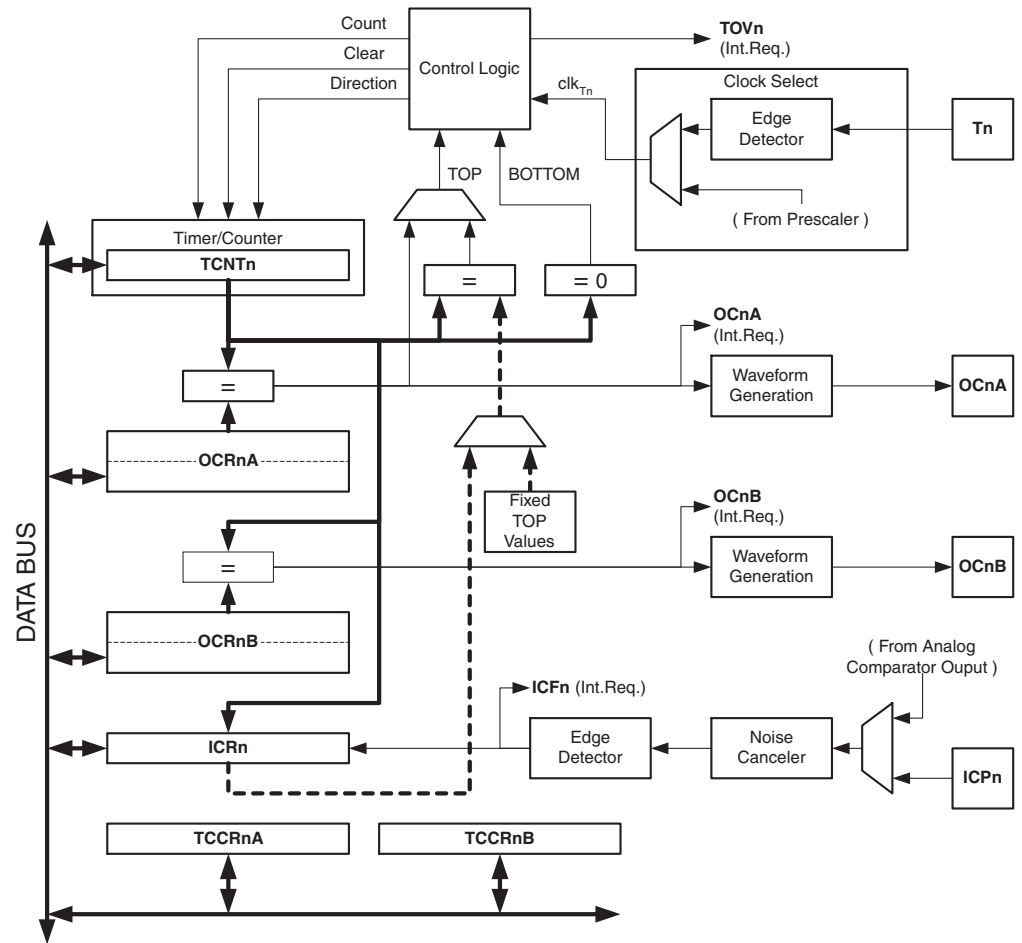 Count
Clear
Direction
Control Logic
TOVn
(Int.Req.)
clkTn
Clock Select
Edge
Detector
Tn
( From Prescaler )
TOP
BOTTOM
Timer/Counter
TCNTn
=
= 0
OCnA
(Int.Req.)
=
Waveform
Generation
OCnA
OCRnA
Fixed
TOP
Values
OCnB
(Int.Req.)
=
Waveform
Generation
OCnB
OCRnB
DATA BUS
( From Analog
Comparator Ouput )
ICFn (Int.Req.)
ICRn
Edge
Detector
Noise
Canceler
ICPn
TCCRnA
TCCRnB